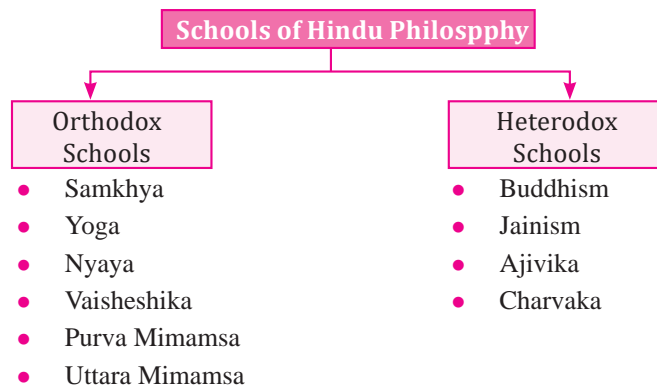 Schools of Hindu Philospphy
Orthodox
Schools
Samkhya
Yoga
Nyaya
Vaisheshika
Purva Mimamsa
Uttara Mimamsa
Heterodox
Schools
Buddhism
Jainism
Ajivika
Charvaka